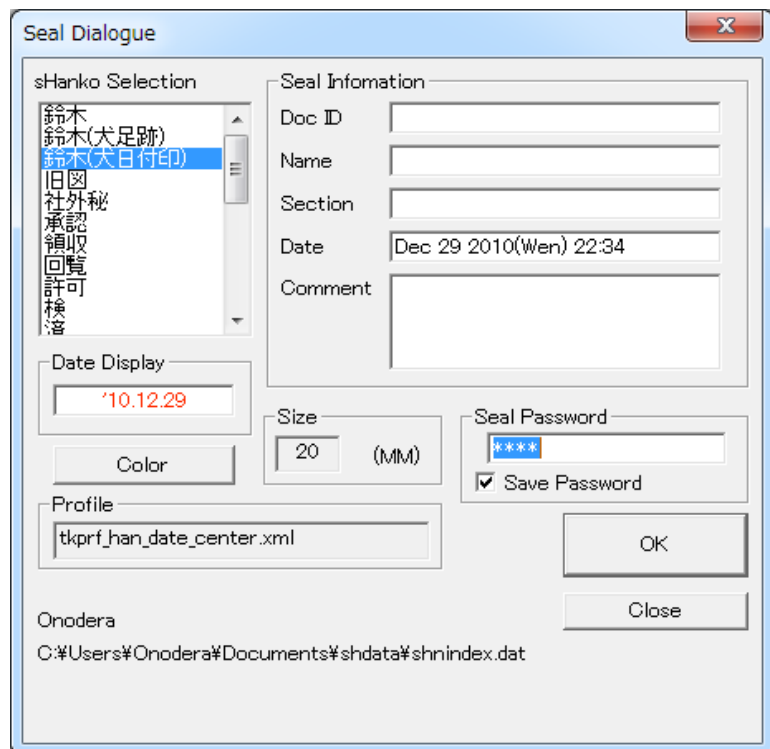 Seal Dialogue
sHanko Selection
鈴木
鈴木(犬足跡)
鈴木(犬日付印)
旧図
社外秘
承認
領収
回覧
許可
検
済
Seal Infomation
Doc ID
Name
Section
Date
Dec 29 2010(Wen) 22:34
Comment
Date Display
'10.12.29
Color
Size
20
(MM)
Seal Password
****
Save Password
Profile
tkprf_han_date_center.xml
OK
Close
Onodera
C:¥Users¥Onodera¥Documents¥shdata¥shnindex.dat